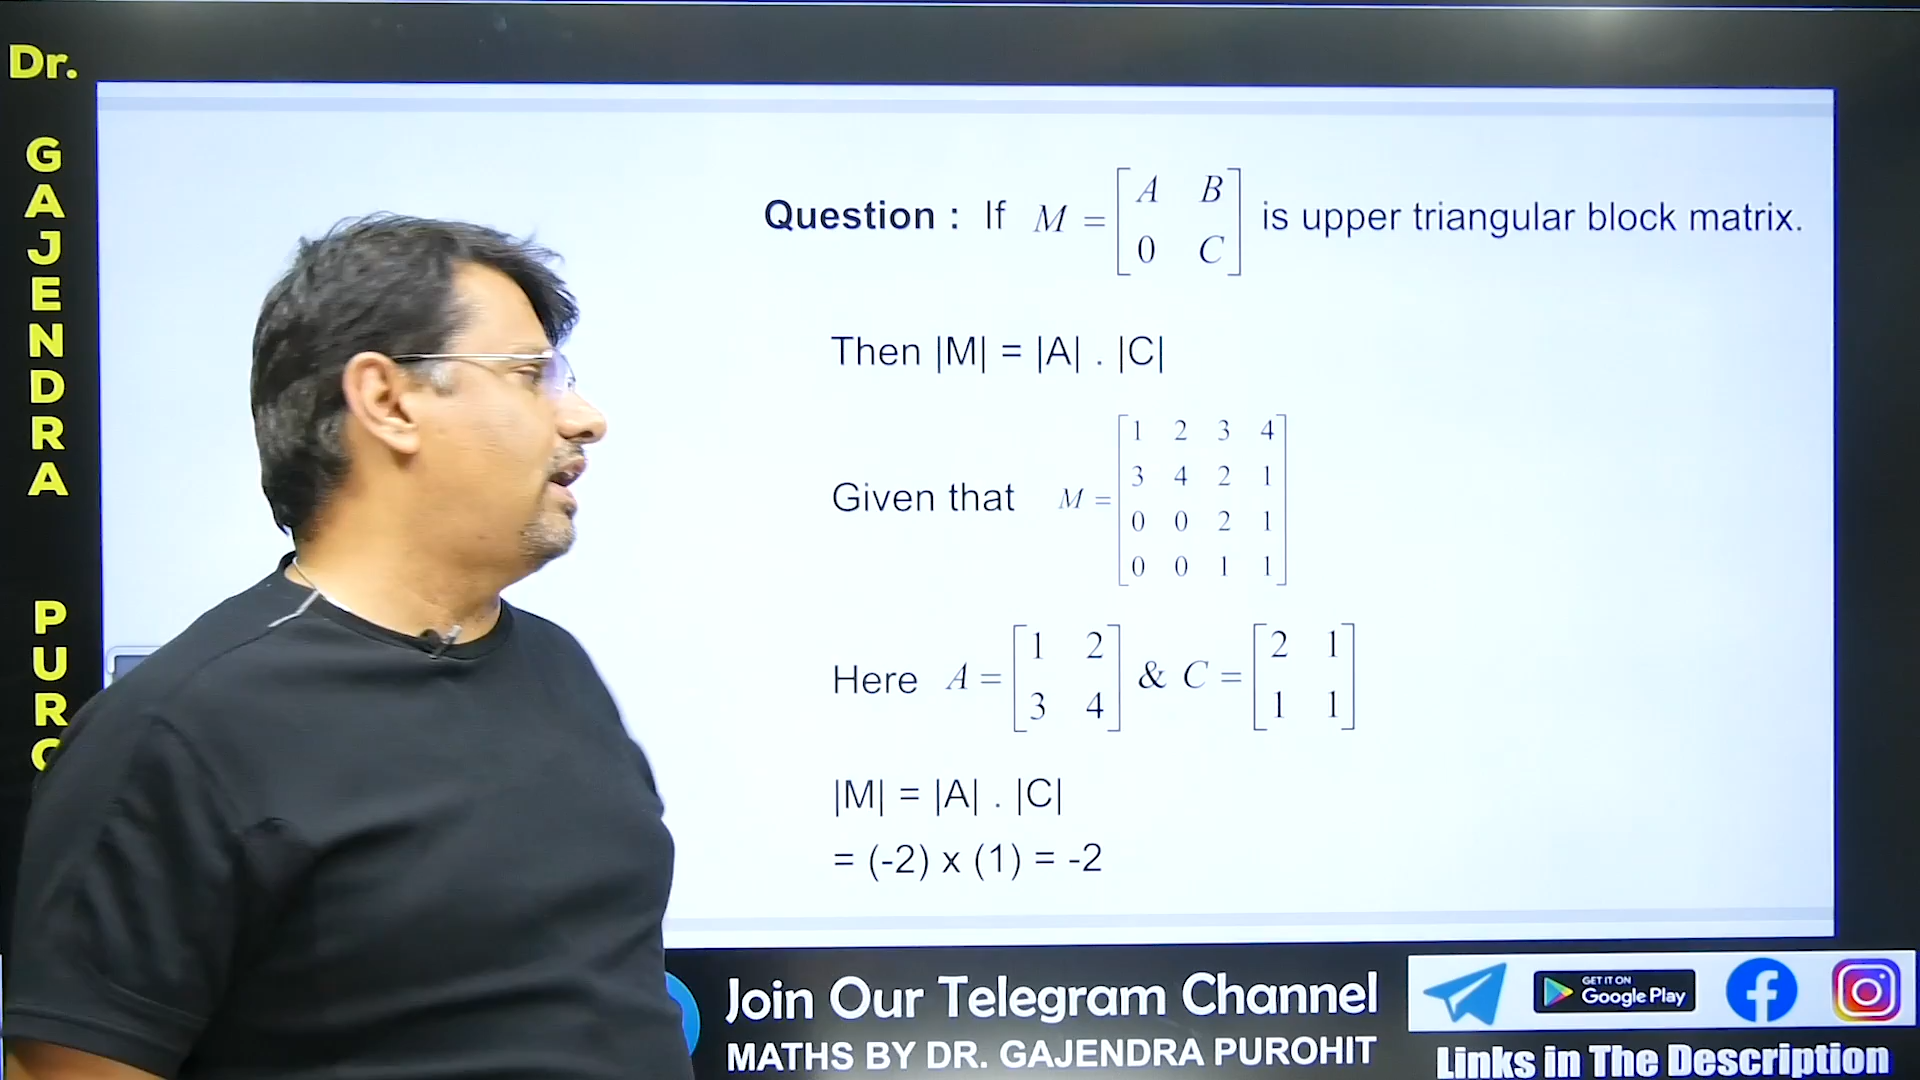 Dr.
GAJENDRA
PURO
Question : If M = [A B
0 C] is upper triangular block matrix.
Then |M| = |A| . |C|
Given that M = [1 2 3 4
3 4 2 1
0 0 2 1
0 0 1 1]
Here A = [1 2
3 4] & C = [2 1
1 1]
|M| = |A| . |C|
= (-2) x (1) = -2
Join Our Telegram Channel
MATHS BY DR. GAJENDRA PUROHIT
GET IT ON
Google Play
Links in The Description